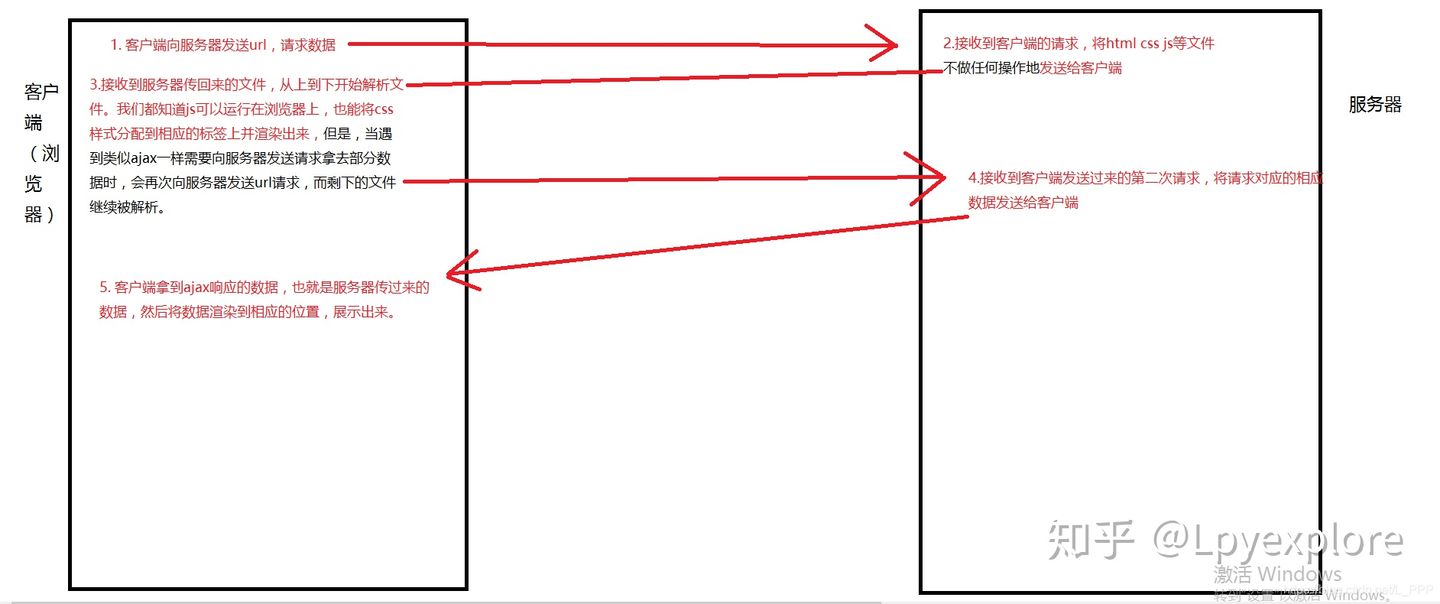 客户
端
（浏
览
器）
1. 客户端向服务器发送url，请求数据
3.接收到服务器传回来的文件，从上到下开始解析文
件。我们都知道js可以运行在浏览器上，也能将css
样式分配到相应的标签上并渲染出来，但是，当遇
到类似ajax一样需要向服务器发送请求拿去部分数
据时，会再次向服务器发送url请求，而剩下的文件
继续被解析。
5. 客户端拿到ajax响应的数据，也就是服务器传过来的
数据，然后将数据渲染到相应的位置，展示出来。
2.接收到客户端的请求，将html css js等文件
不做任何操作地发送给客户端
4.接收到客户端发送过来的第二次请求，将请求对应的相应
数据发送给客户端
服务器
知乎 @Lpyexplore
激活 Windows
转到"设置"以激活 Windows。